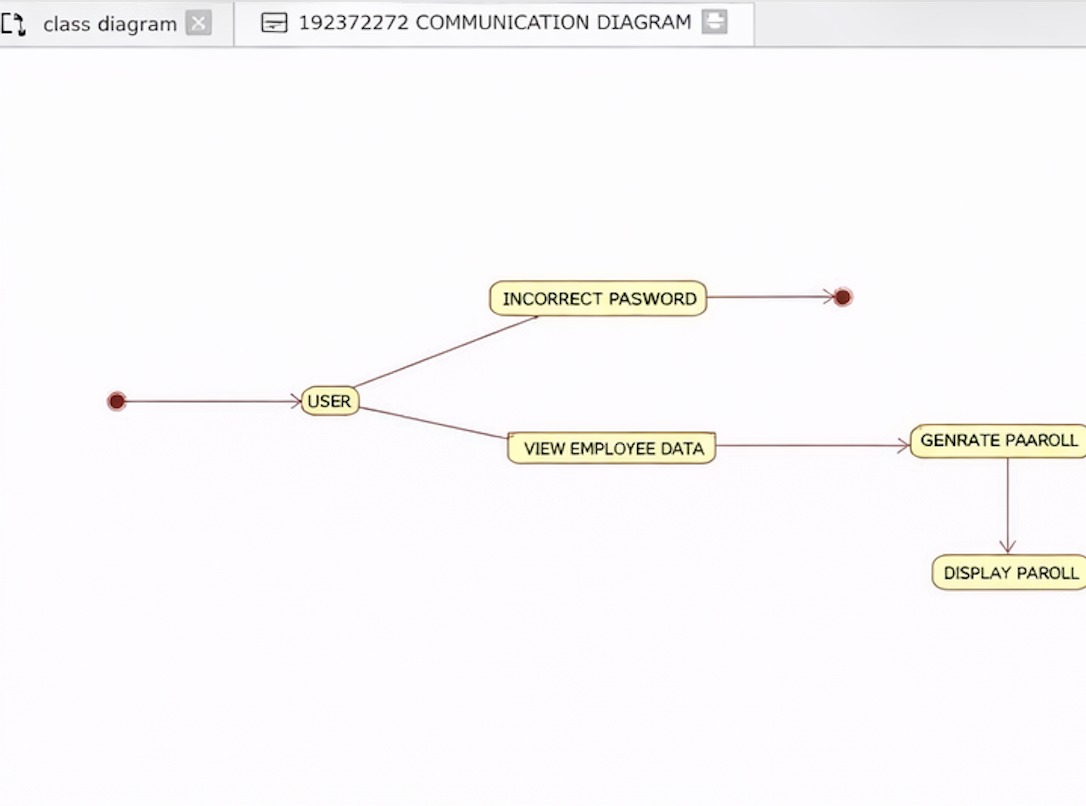 class diagram
192372272 COMMUNICATION DIAGRAM
INCORRECT PASWORD
USER
VIEW EMPLOYEE DATA
GENRATE PAAROLL
DISPLAY PAROLL